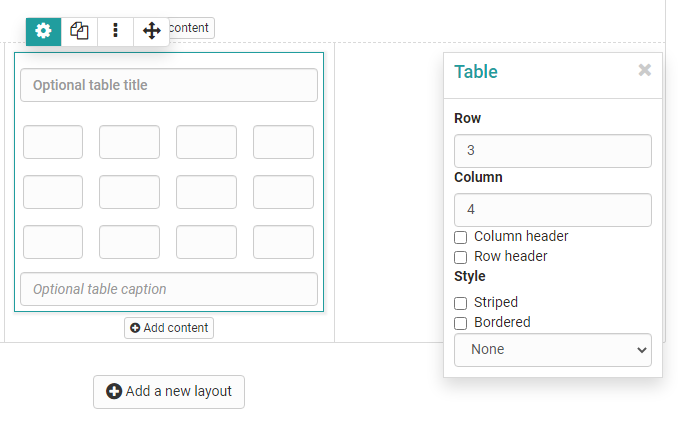 content
Optional table title
Optional table caption
Add content
Add a new layout
Table
Row
3
Column
4
Column header
Row header
Style
Striped
Bordered
None